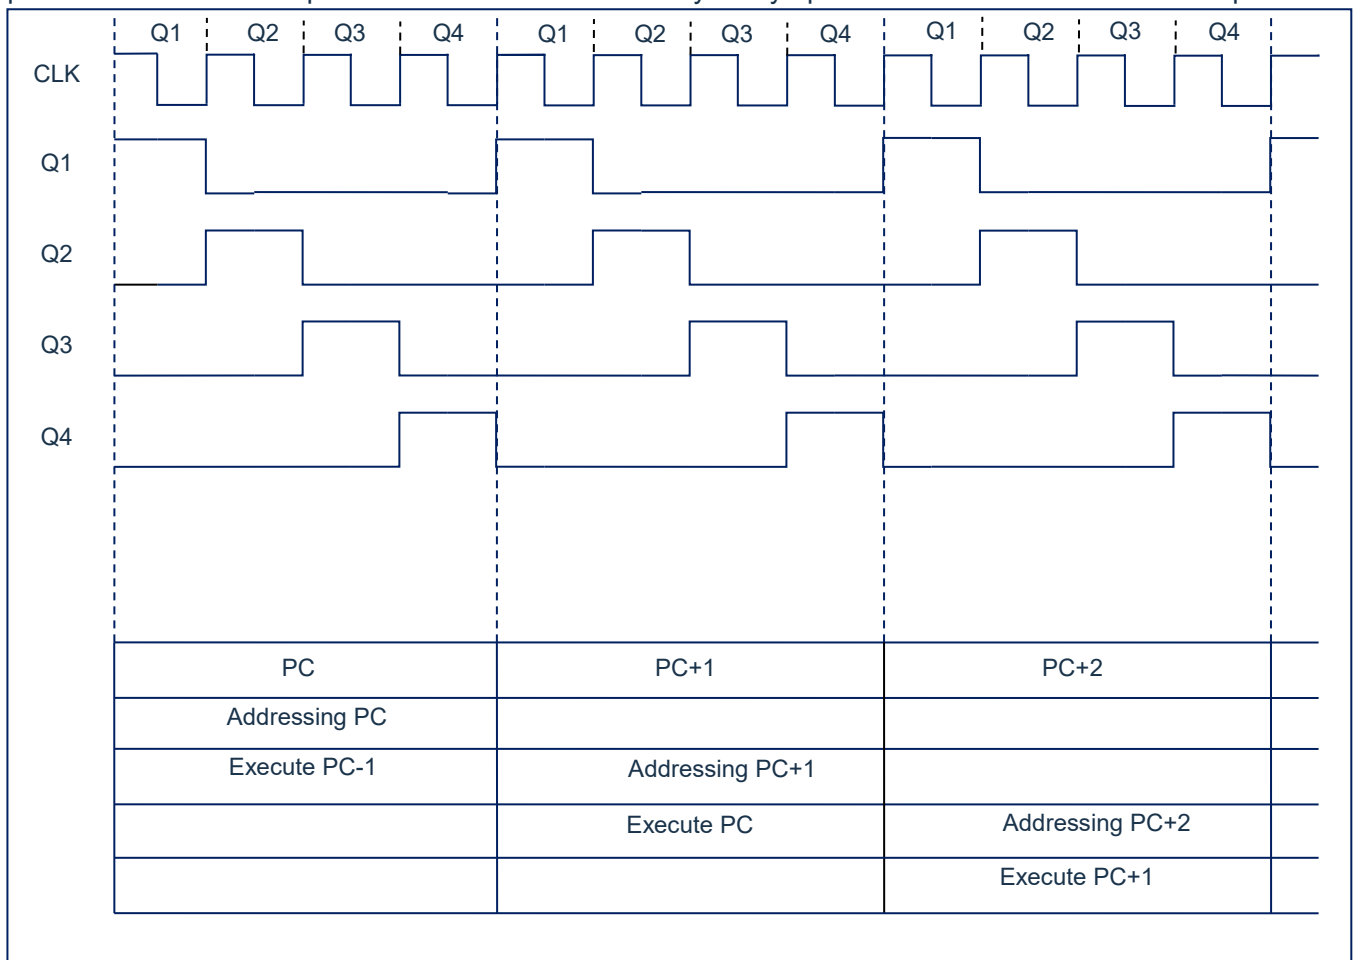 Q1 Q2 Q3 Q4 Q1 Q2 Q3 Q4 Q1 Q2 Q3 Q4
CLK
Q1
Q2
Q3
Q4
PC PC+1 PC+2
Addressing PC
Execute PC-1 Addressing PC+1
Execute PC Addressing PC+2
Execute PC+1